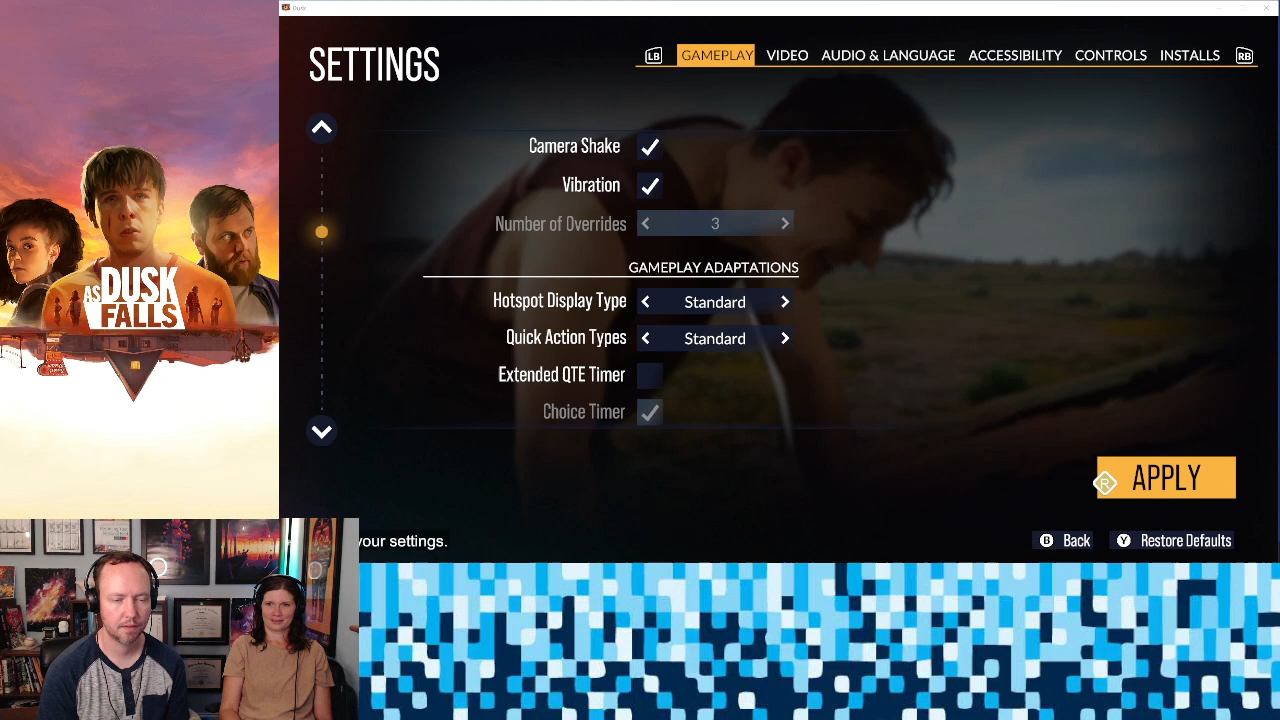 Dusk
SETTINGS
LB GAMEPLAY VIDEO AUDIO & LANGUAGE ACCESSIBILITY CONTROLS INSTALLS RB
Camera Shake
Vibration
Number of Overrides 3
GAMEPLAY ADAPTATIONS
Hotspot Display Type Standard
Quick Action Types Standard
Extended QTE Timer
Choice Timer
R APPLY
your settings.
B Back Y Restore Defaults
AS DUSK
FALLS